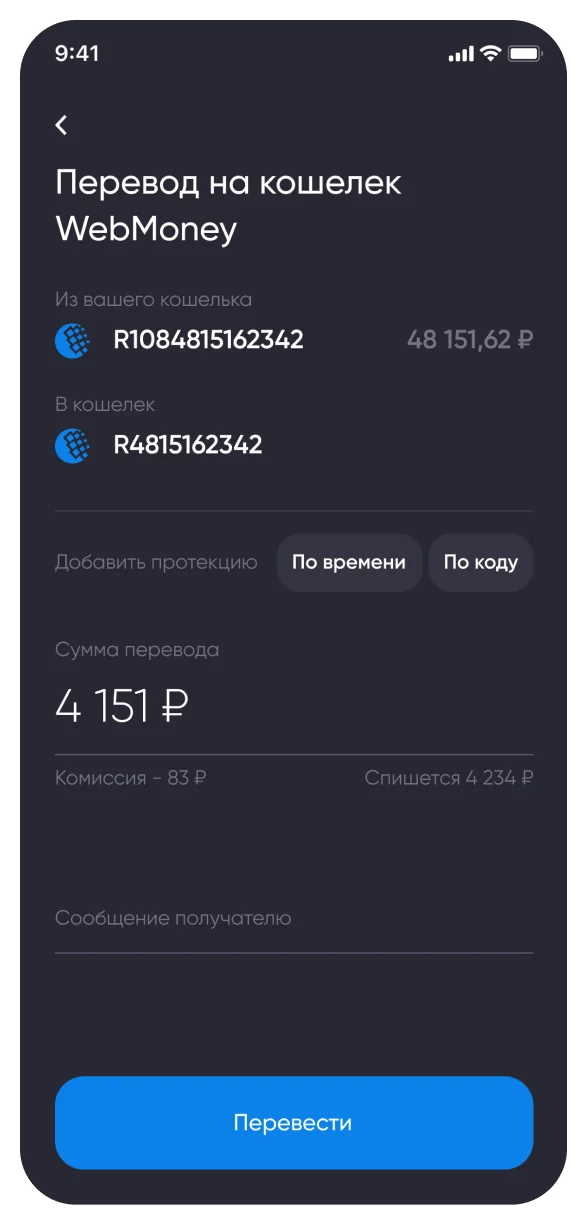 9:41
Перевод на кошелек
WebMoney
Из вашего кошелька
R1084815162342 48 151,62 ₽
В кошелек
R4815162342
Добавить протекцию По времени По коду
Сумма перевода
4 151 ₽
Комиссия - 83 ₽ Спишется 4 234 ₽
Сообщение получателю
Перевести